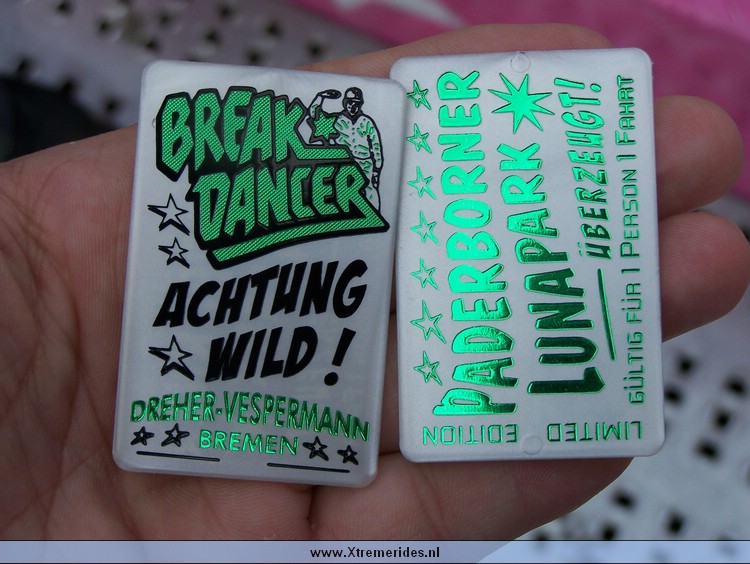 BREAK
DANCER
ACHTUNG
WILD!
DREHER-VESPERMANN
BREMEN
PADERBORNER
LUNAPARK
ÜBERZEUGT!
GÜLTIG FÜR 1 PERSON 1 FAHRT
LIMITED EDITION
www.Xtremerides.nl